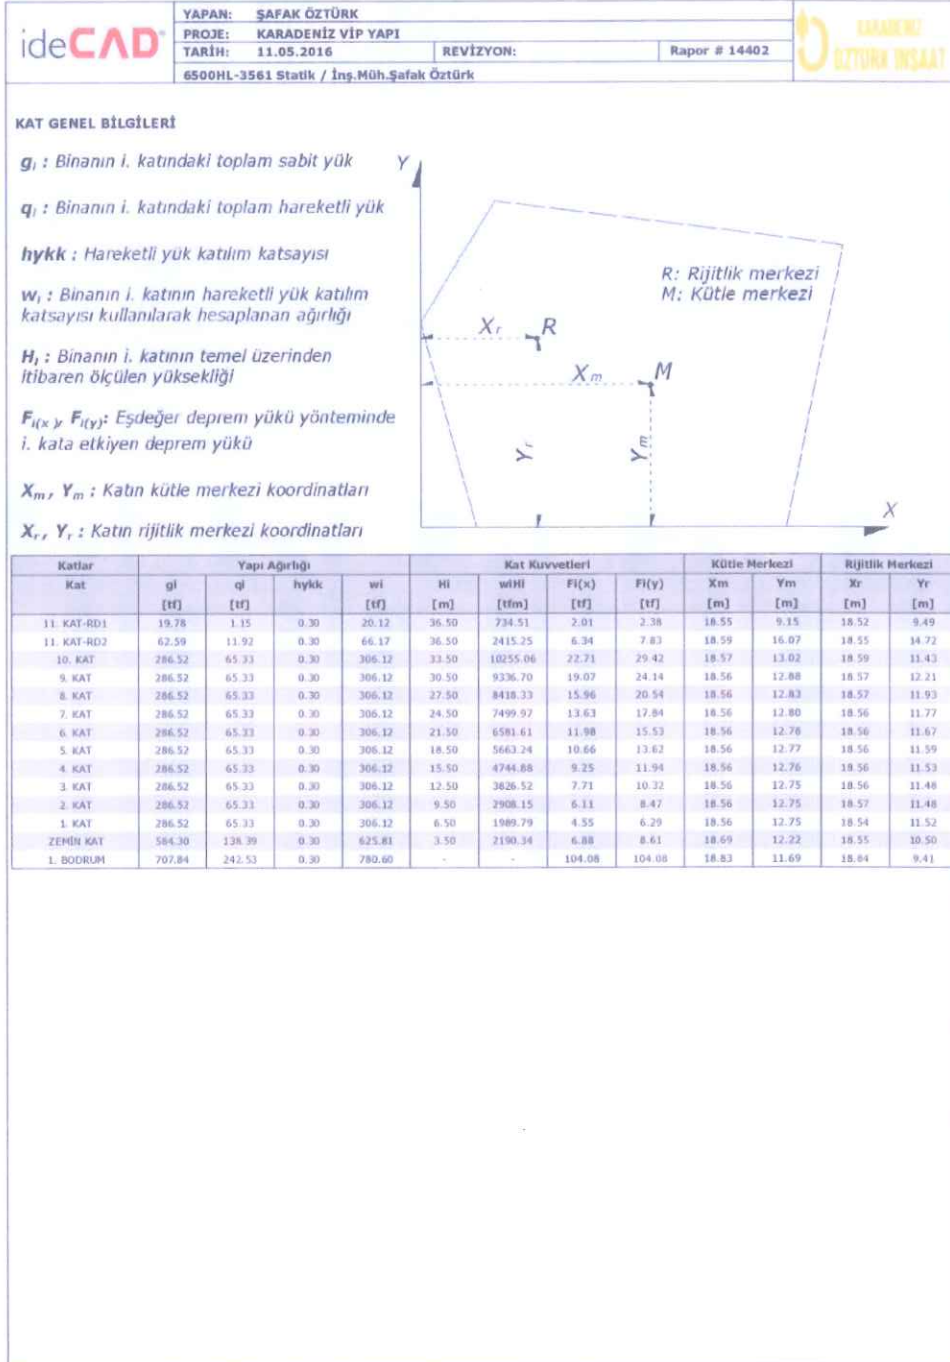 ideCAD
YAPAN: ŞAFAK ÖZTÜRK
PROJE: KARADENİZ VİP YAPI
TARİH: 11.05.2016 REVİZYON: Rapor # 14402
6500HL-3561 Statik / İnş.Müh.Şafak Öztürk
KARADENİZ
ÖZTÜRK İNŞAAT
KAT GENEL BİLGİLERİ
gi : Binanın i. katındaki toplam sabit yük
qi : Binanın i. katındaki toplam hareketli yük
hykk : Hareketli yük katılım katsayısı
wi : Binanın i. katının hareketli yük katılım
katsayısı kullanılarak hesaplanan ağırlığı
Hi : Binanın i. katının temel üzerinden
itibaren ölçülen yüksekliği
Fi(x), Fi(y): Eşdeğer deprem yükü yönteminde
i. kata etkiyen deprem yükü
Xm, Ym : Katın kütle merkezi koordinatları
Xr, Yr : Katın rijitlik merkezi koordinatları
Y
R: Rijitlik merkezi
M: Kütle merkezi
Xr R
Xm M
Yr Ym
X
Katlar Yapı Ağırlığı Kat Kuvvetleri Kütle Merkezi Rijitlik Merkezi
Kat gi qi hykk wi Hi wiHi Fi(x) Fi(y) Xm Ym Xr Yr
[tf] [tf] [tf] [m] [tfm] [tf] [tf] [m] [m] [m] [m]
11. KAT-RD1 19.78 1.15 0.30 20.12 36.50 734.51 2.01 2.38 18.55 9.15 18.52 9.49
11. KAT-RD2 62.59 11.92 0.30 66.17 36.50 2415.25 6.34 7.83 18.59 16.07 18.55 14.72
10. KAT 286.52 65.33 0.30 306.12 33.50 10255.06 22.71 29.42 18.57 13.02 18.59 11.43
9. KAT 286.52 65.33 0.30 306.12 30.50 9336.70 19.07 24.14 18.56 12.88 18.57 12.21
8. KAT 286.52 65.33 0.30 306.12 27.50 8418.33 15.96 20.54 18.56 12.83 18.57 11.93
7. KAT 286.52 65.33 0.30 306.12 24.50 7499.97 13.63 17.84 18.56 12.80 18.56 11.77
6. KAT 286.52 65.33 0.30 306.12 21.50 6581.61 11.98 15.53 18.56 12.78 18.56 11.67
5. KAT 286.52 65.33 0.30 306.12 18.50 5663.24 10.66 13.62 18.56 12.77 18.56 11.59
4. KAT 286.52 65.33 0.30 306.12 15.50 4744.88 9.25 11.94 18.56 12.76 18.56 11.53
3. KAT 286.52 65.33 0.30 306.12 12.50 3826.52 7.71 10.32 18.56 12.75 18.56 11.48
2. KAT 286.52 65.33 0.30 306.12 9.50 2908.15 6.11 8.47 18.56 12.75 18.57 11.48
1. KAT 286.52 65.33 0.30 306.12 6.50 1989.79 4.55 6.29 18.56 12.75 18.54 11.52
ZEMİN KAT 584.30 138.39 0.30 625.81 3.50 2190.34 6.88 8.61 18.69 12.22 18.55 10.50
1. BODRUM 707.84 242.53 0.30 780.60 - - 104.08 104.08 18.83 11.69 18.84 9.41